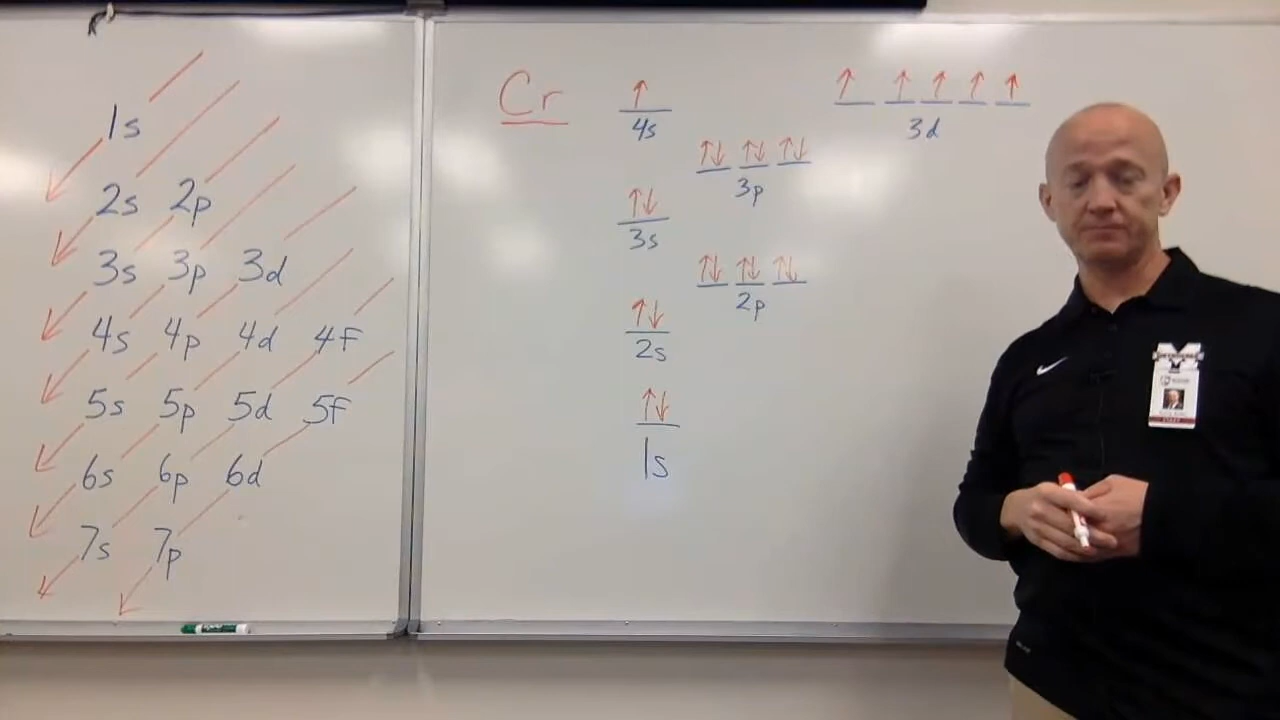 1s
2s 2p
3s 3p 3d
4s 4p 4d 4f
5s 5p 5d 5f
6s 6p 6d
7s 7p
Cr
↑ ↑ ↑ ↑ ↑ ↑
4s 3d
↑↓ ↑↓ ↑↓
3p
↑↓
3s
↑↓ ↑↓ ↑↓
2p
↑↓
2s
↑↓
1s